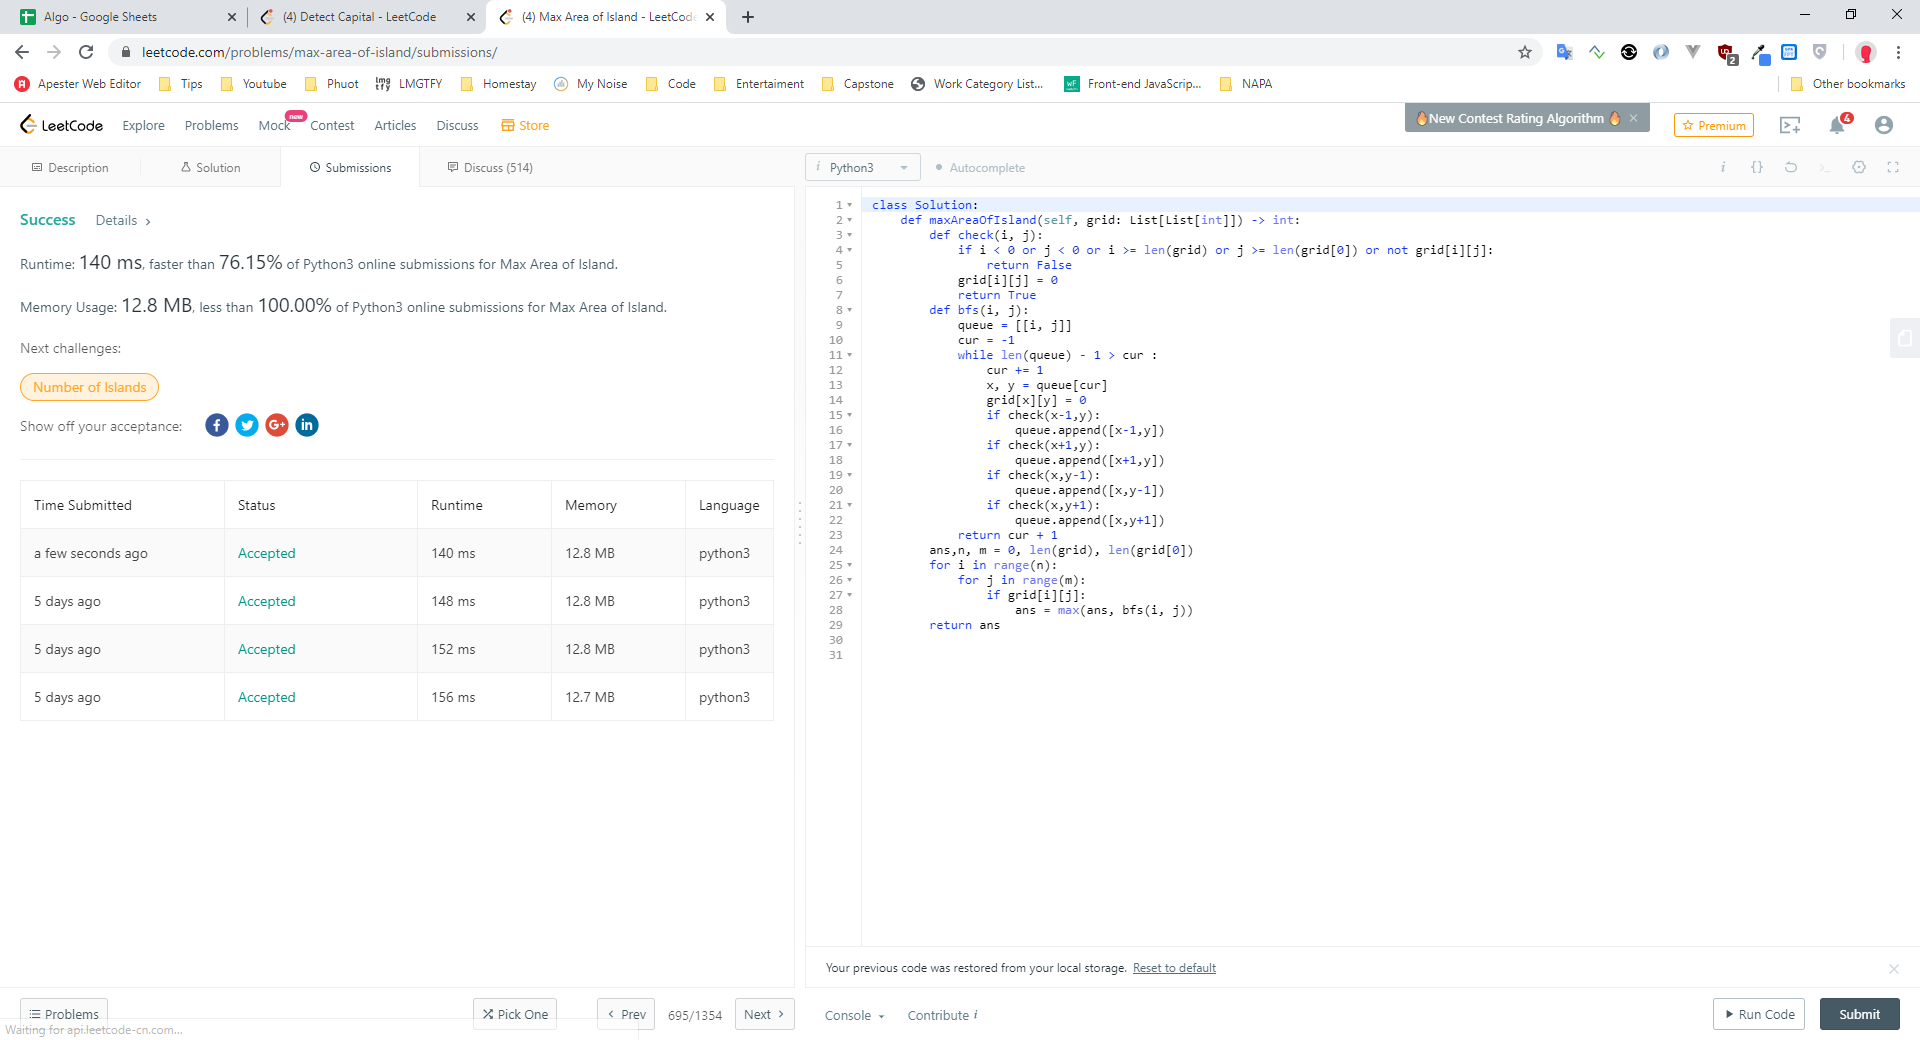 Algo - Google Sheets
(4) Detect Capital - LeetCode
(4) Max Area of Island - LeetCod
leetcode.com/problems/max-area-of-island/submissions/
2
Apester Web Editor
Tips
Youtube
Phuot
LMGTFY
Homestay
My Noise
Code
Entertaiment
Capstone
Work Category List...
Front-end JavaScrip...
NAPA
Other bookmarks
LeetCode
Explore
Problems
Mock
new
Contest
Articles
Discuss
Store
New Contest Rating Algorithm
Premium
4
Description
Solution
Submissions
Discuss (514)
i Python3
Autocomplete
Success
Details
Runtime: 140 ms, faster than 76.15% of Python3 online submissions for Max Area of Island.
Memory Usage: 12.8 MB, less than 100.00% of Python3 online submissions for Max Area of Island.
Next challenges:
Number of Islands
Show off your acceptance:
Time Submitted Status Runtime Memory Language
a few seconds ago Accepted 140 ms 12.8 MB python3
5 days ago Accepted 148 ms 12.8 MB python3
5 days ago Accepted 152 ms 12.8 MB python3
5 days ago Accepted 156 ms 12.7 MB python3
1 class Solution:
2 def maxAreaOfIsland(self, grid: List[List[int]]) -> int:
3 def check(i, j):
4 if i < 0 or j < 0 or i >= len(grid) or j >= len(grid[0]) or not grid[i][j]:
5 return False
6 grid[i][j] = 0
7 return True
8 def bfs(i, j):
9 queue = [[i, j]]
10 cur = -1
11 while len(queue) - 1 > cur :
12 cur += 1
13 x, y = queue[cur]
14 grid[x][y] = 0
15 if check(x-1,y):
16 queue.append([x-1,y])
17 if check(x+1,y):
18 queue.append([x+1,y])
19 if check(x,y-1):
20 queue.append([x,y-1])
21 if check(x,y+1):
22 queue.append([x,y+1])
23 return cur + 1
24 ans,n, m = 0, len(grid), len(grid[0])
25 for i in range(n):
26 for j in range(m):
27 if grid[i][j]:
28 ans = max(ans, bfs(i, j))
29 return ans
30
31
Your previous code was restored from your local storage. Reset to default
Problems
Pick One
Prev
695/1354
Next
Console
Contribute i
Run Code
Submit
Waiting for api.leetcode-cn.com...